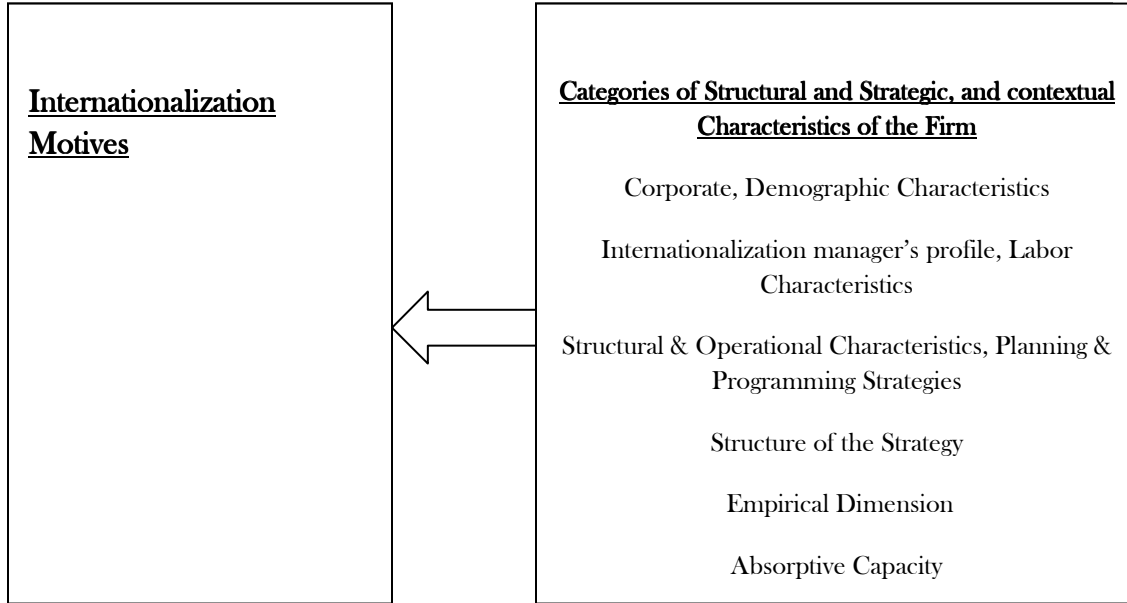 Internationalization
Motives
Categories of Structural and Strategic, and contextual
Characteristics of the Firm
Corporate, Demographic Characteristics
Internationalization manager’s profile, Labor
Characteristics
Structural & Operational Characteristics, Planning &
Programming Strategies
Structure of the Strategy
Empirical Dimension
Absorptive Capacity